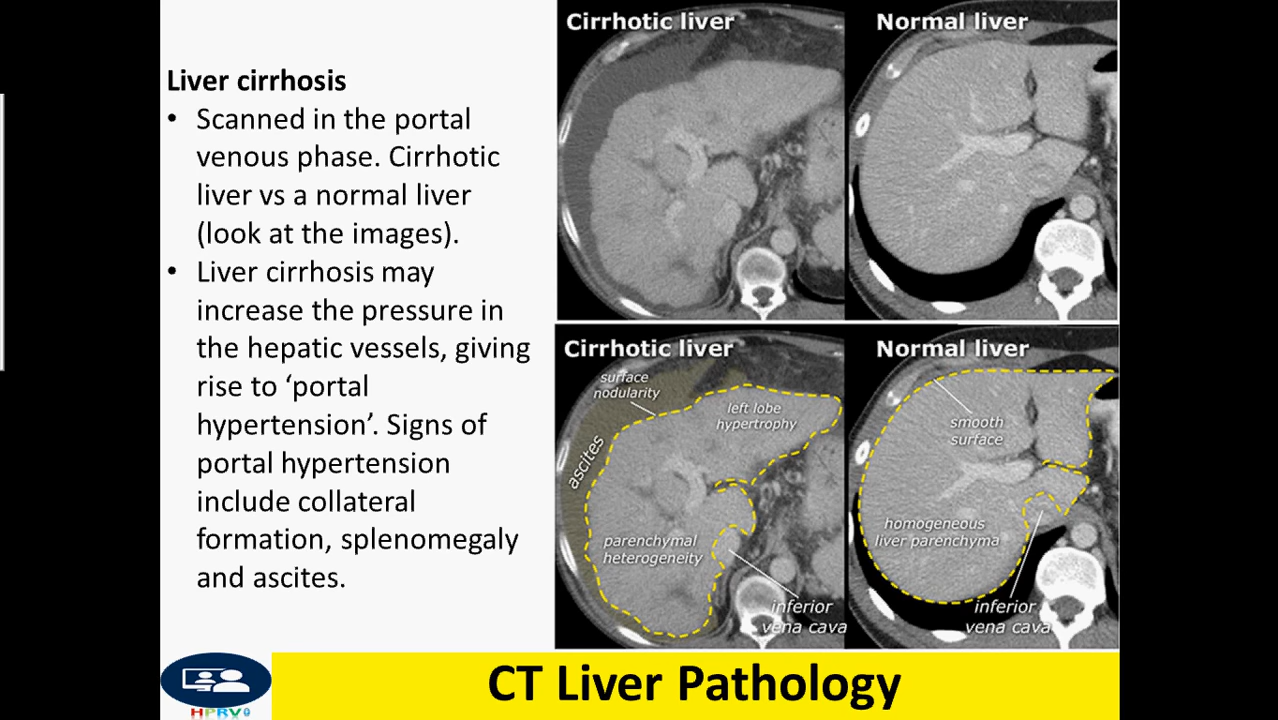 Liver cirrhosis
• Scanned in the portal
venous phase. Cirrhotic
liver vs a normal liver
(look at the images).
• Liver cirrhosis may
increase the pressure in
the hepatic vessels, giving
rise to ‘portal
hypertension’. Signs of
portal hypertension
include collateral
formation, splenomegaly
and ascites.
Cirrhotic liver
Normal liver
Cirrhotic liver
surface
nodularity
left lobe
hypertrophy
ascites
parenchymal
heterogeneity
inferior
vena cava
Normal liver
smooth
surface
homogeneous
liver parenchyma
inferior
vena cava
HPRV
CT Liver Pathology